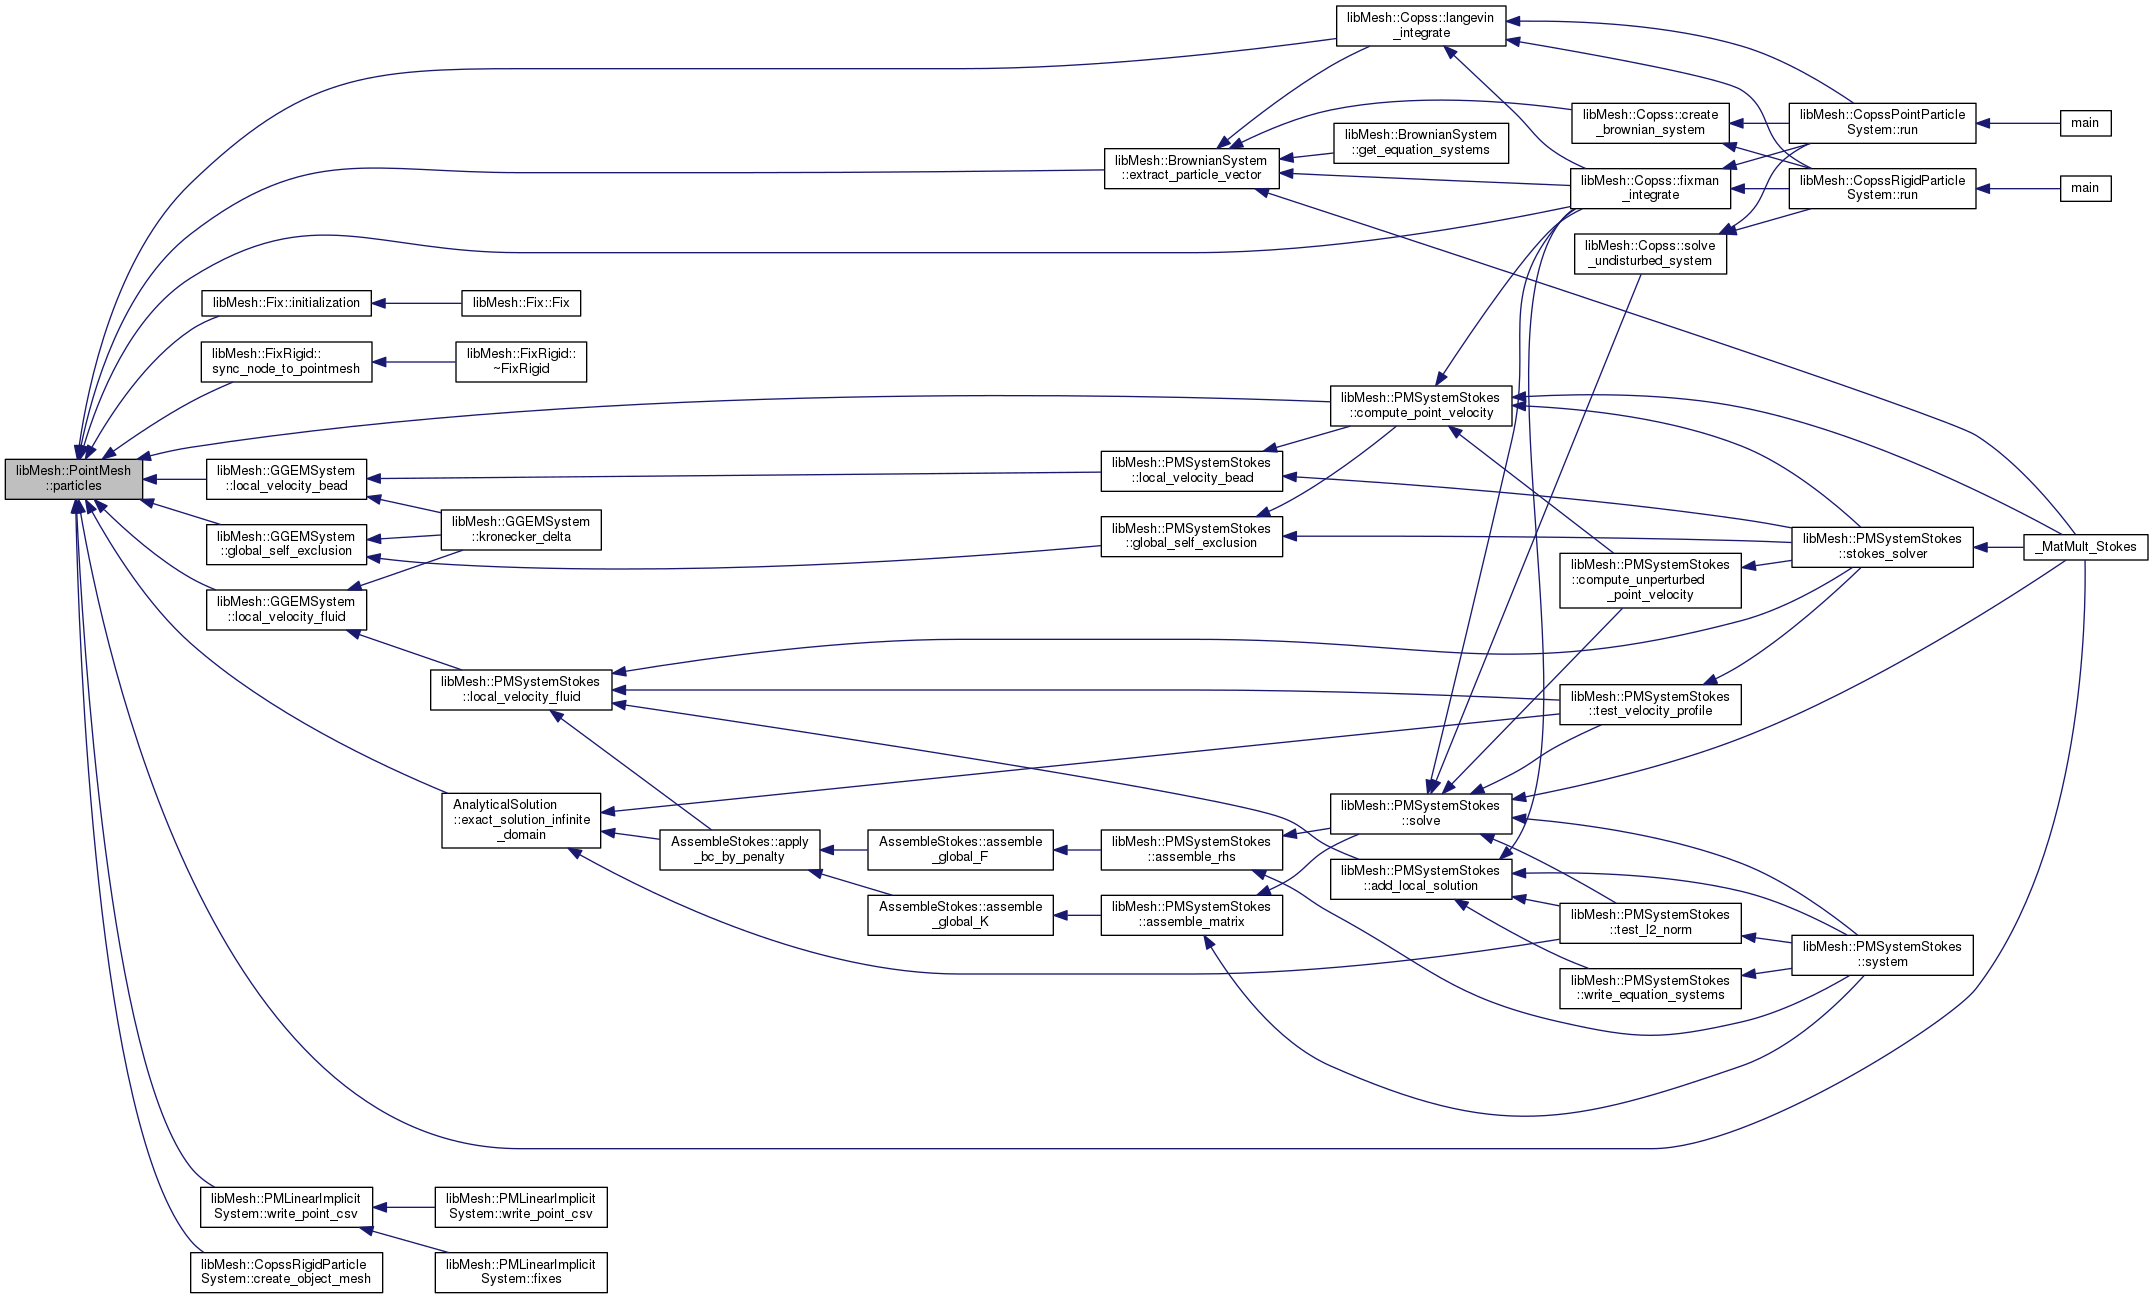 libMesh::Copss::langevin
_integrate
libMesh::Copss::create
_brownian_system
libMesh::CopssPointParticle
System::run
main
libMesh::BrownianSystem
::get_equation_systems
libMesh::BrownianSystem
::extract_particle_vector
libMesh::Copss::fixman
_integrate
libMesh::CopssRigidParticle
System::run
main
libMesh::Copss::solve
_undisturbed_system
libMesh::Fix::initialization
libMesh::Fix::Fix
libMesh::FixRigid::
sync_node_to_pointmesh
libMesh::FixRigid::
~FixRigid
libMesh::PMSystemStokes
::compute_point_velocity
libMesh::PointMesh
::particles
libMesh::GGEMSystem
::local_velocity_bead
libMesh::PMSystemStokes
::local_velocity_bead
libMesh::GGEMSystem
::global_self_exclusion
libMesh::GGEMSystem
::kronecker_delta
libMesh::PMSystemStokes
::global_self_exclusion
libMesh::PMSystemStokes
::stokes_solver
_MatMult_Stokes
libMesh::PMSystemStokes
::compute_unperturbed
_point_velocity
libMesh::GGEMSystem
::local_velocity_fluid
libMesh::PMSystemStokes
::local_velocity_fluid
libMesh::PMSystemStokes
::test_velocity_profile
AnalyticalSolution
::exact_solution_infinite
_domain
libMesh::PMSystemStokes
::solve
AssembleStokes::apply
_bc_by_penalty
AssembleStokes::assemble
_global_F
libMesh::PMSystemStokes
::assemble_rhs
libMesh::PMSystemStokes
::add_local_solution
AssembleStokes::assemble
_global_K
libMesh::PMSystemStokes
::assemble_matrix
libMesh::PMSystemStokes
::test_l2_norm
libMesh::PMSystemStokes
::system
libMesh::PMSystemStokes
::write_equation_systems
libMesh::PMLinearImplicit
System::write_point_csv
libMesh::PMLinearImplicit
System::write_point_csv
libMesh::CopssRigidParticle
System::create_object_mesh
libMesh::PMLinearImplicit
System::fixes